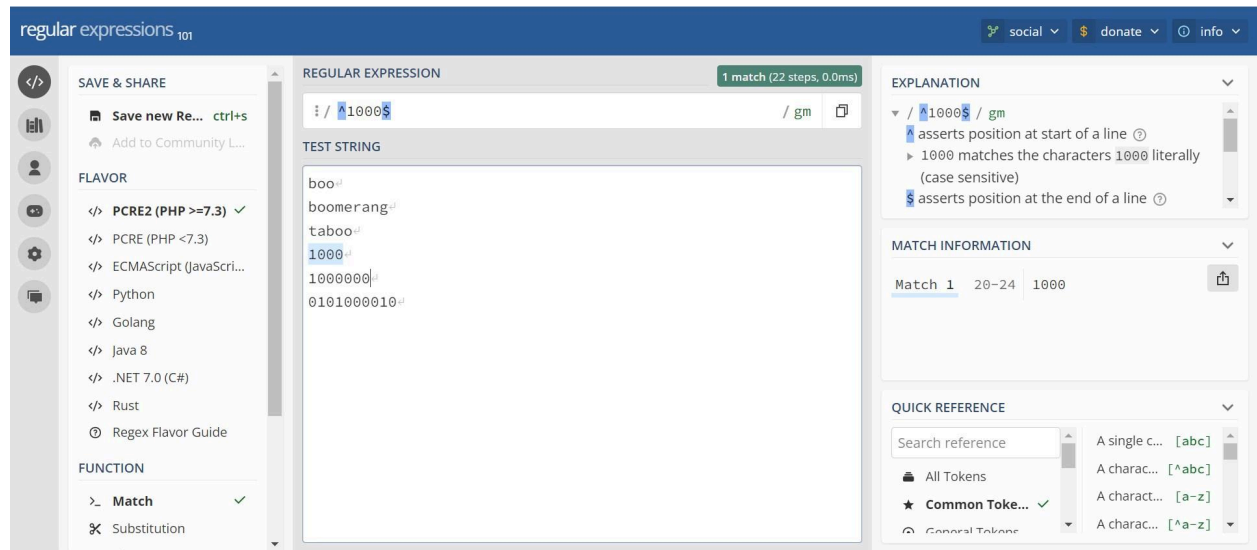 regular expressions 101
social
$ donate
info
SAVE & SHARE
Save new Re... ctrl+s
Add to Community L...
FLAVOR
</> PCRE2 (PHP >=7.3)
</> PCRE (PHP <7.3)
</> ECMAScript (JavaScri...
</> Python
</> Golang
</> Java 8
</> .NET 7.0 (C#)
</> Rust
Regex Flavor Guide
FUNCTION
>_ Match
Substitution
REGULAR EXPRESSION
1 match (22 steps, 0.0ms)
/ ^1000$ / gm
TEST STRING
boo
boomerang
taboo
1000
1000000
0101000010
EXPLANATION
/ ^1000$ / gm
^ asserts position at start of a line
1000 matches the characters 1000 literally
(case sensitive)
$ asserts position at the end of a line
MATCH INFORMATION
Match 1 20-24 1000
QUICK REFERENCE
Search reference
All Tokens
Common Toke...
General Tokens
A single c... [abc]
A charac... [^abc]
A charact... [a-z]
A charac... [^a-z]